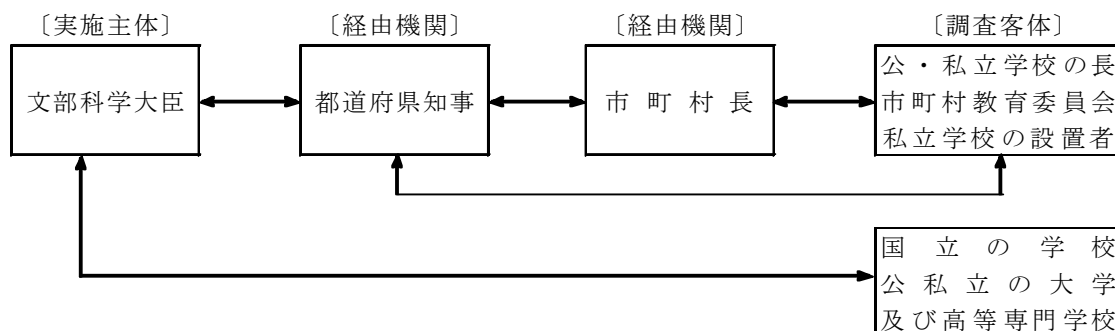 〔実施主体〕
〔経由機関〕
〔経由機関〕
〔調査客体〕
文部科学大臣
都道府県知事
市町村長
公・私立学校の長
市町村教育委員会
私立学校の設置者
国立の学校
公私立の大学
及び高等専門学校